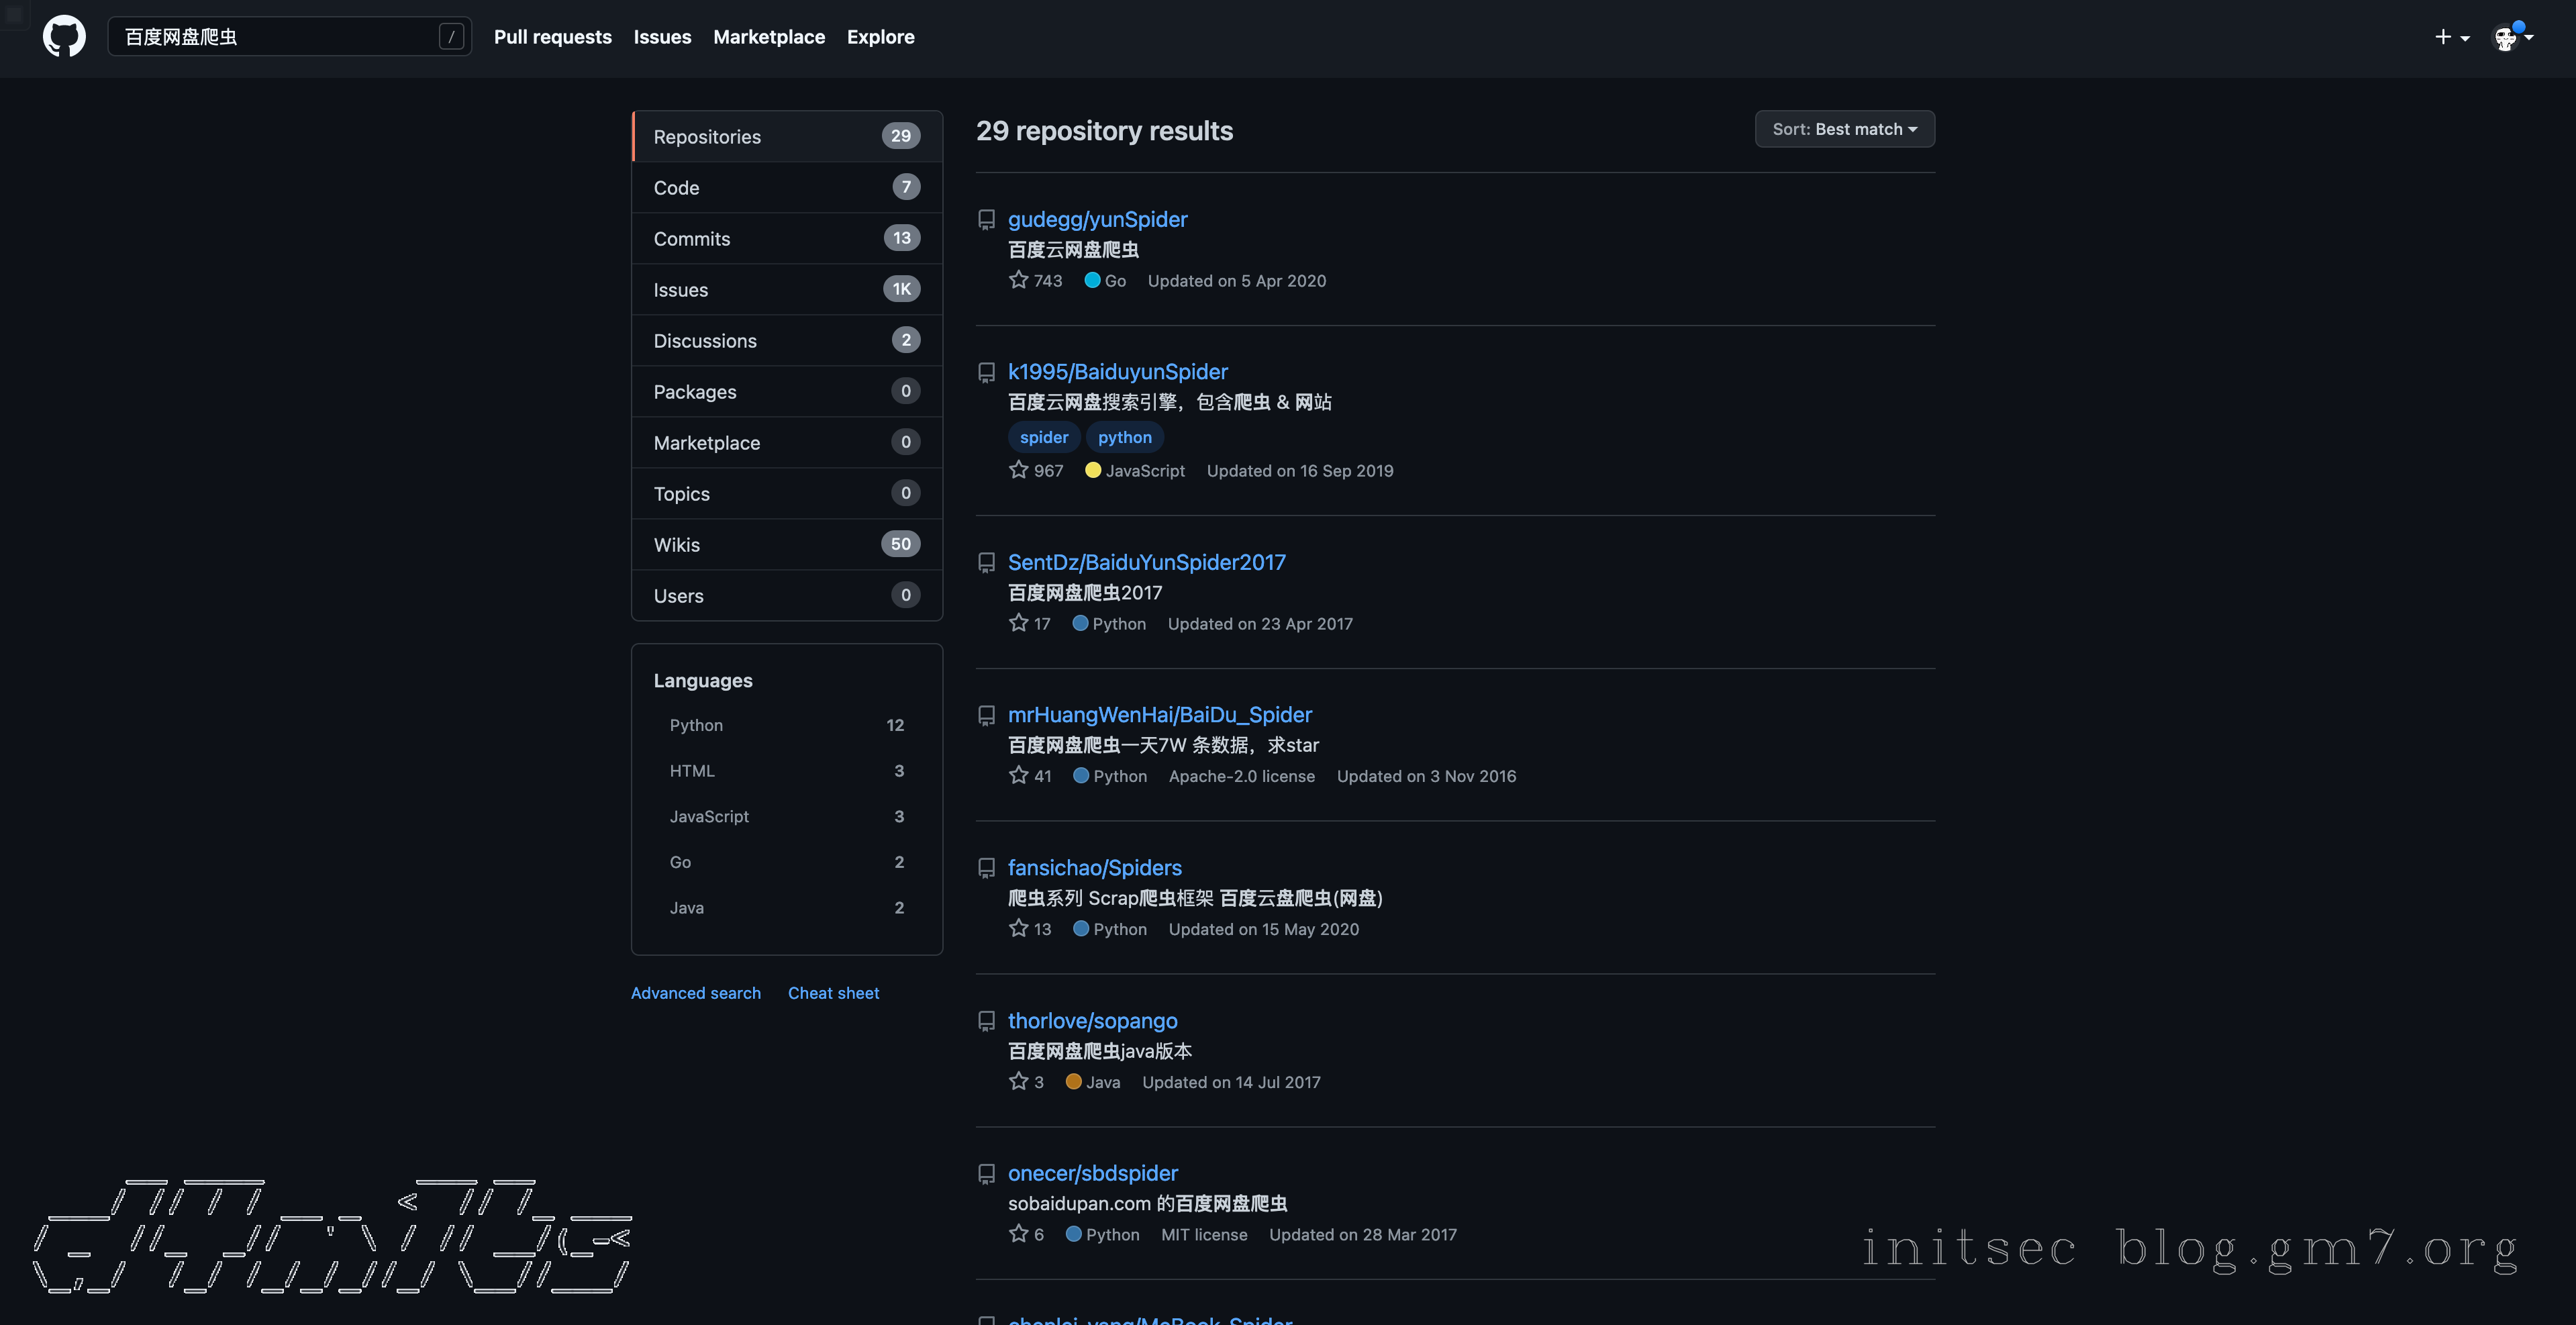 百度网盘爬虫 /
Pull requests Issues Marketplace Explore
Repositories 29
Code 7
Commits 13
Issues 1K
Discussions 2
Packages 0
Marketplace 0
Topics 0
Wikis 50
Users 0
Languages
Python 12
HTML 3
JavaScript 3
Go 2
Java 2
Advanced search Cheat sheet
29 repository results
Sort: Best match
gudegg/yunSpider
百度云网盘爬虫
743 Go Updated on 5 Apr 2020
k1995/BaiduyunSpider
百度云网盘搜索引擎，包含爬虫 & 网站
spider python
967 JavaScript Updated on 16 Sep 2019
SentDz/BaiduYunSpider2017
百度网盘爬虫2017
17 Python Updated on 23 Apr 2017
mrHuangWenHai/BaiDu_Spider
百度网盘爬虫一天7W 条数据，求star
41 Python Apache-2.0 license Updated on 3 Nov 2016
fansichao/Spiders
爬虫系列 Scrap爬虫框架 百度云盘爬虫(网盘)
13 Python Updated on 15 May 2020
thorlove/sopango
百度网盘爬虫java版本
3 Java Updated on 14 Jul 2017
onecer/sbdspider
sobaidupan.com 的百度网盘爬虫
6 Python MIT license Updated on 28 Mar 2017
initsec blog.gm7.org